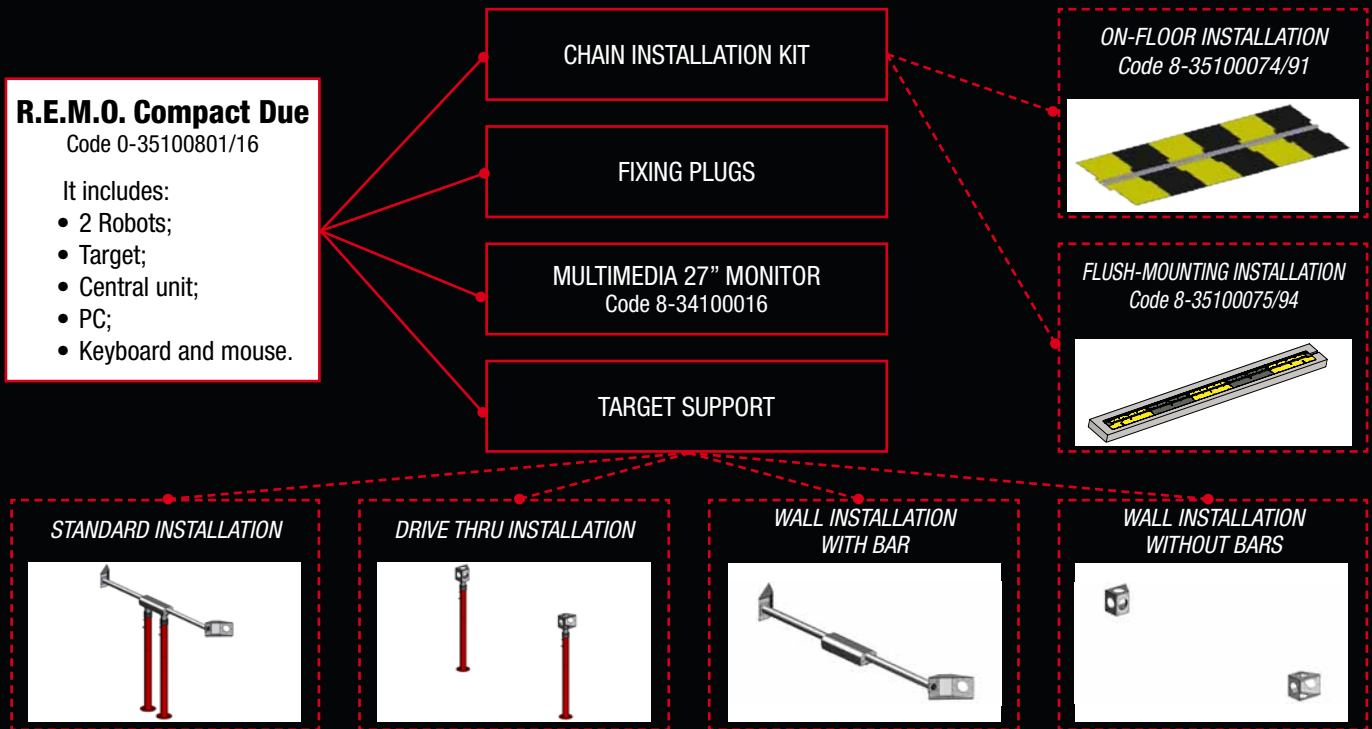 R.E.M.O. Compact Due
Code 0-35100801/16
It includes:
• 2 Robots;
• Target;
• Central unit;
• PC;
• Keyboard and mouse.
CHAIN INSTALLATION KIT
FIXING PLUGS
MULTIMEDIA 27” MONITOR
Code 8-34100016
TARGET SUPPORT
ON-FLOOR INSTALLATION
Code 8-35100074/91
FLUSH-MOUNTING INSTALLATION
Code 8-35100075/94
STANDARD INSTALLATION
DRIVE THRU INSTALLATION
WALL INSTALLATION
WITH BAR
WALL INSTALLATION
WITHOUT BARS